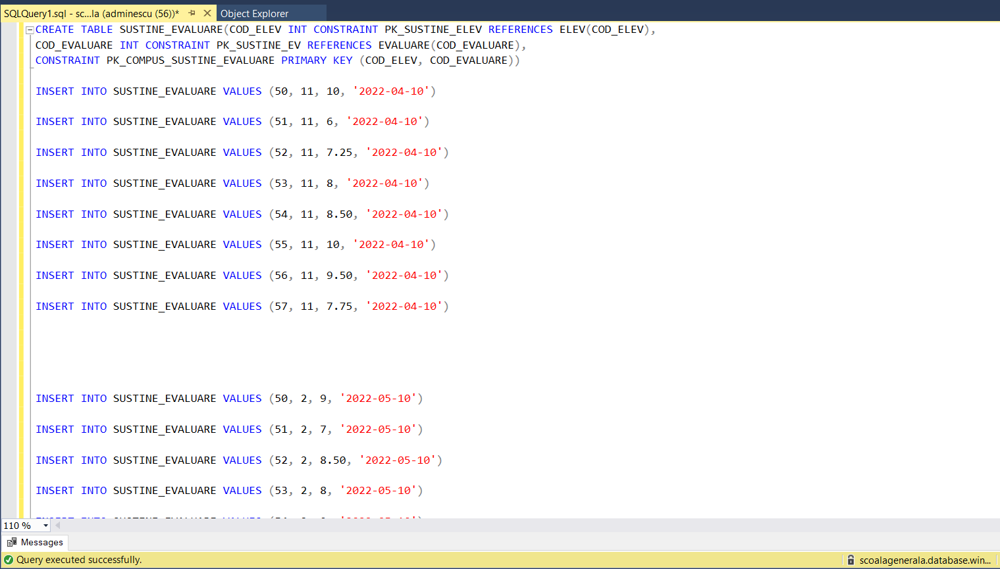 SQLQuery1.sql - sc...la (adminescu (56))*
Object Explorer
CREATE TABLE SUSTINE_EVALUARE(COD_ELEV INT CONSTRAINT PK_SUSTINE_ELEV REFERENCES ELEV(COD_ELEV),
COD_EVALUARE INT CONSTRAINT PK_SUSTINE_EV REFERENCES EVALUARE(COD_EVALUARE),
CONSTRAINT PK_COMPUS_SUSTINE_EVALUARE PRIMARY KEY (COD_ELEV, COD_EVALUARE))
INSERT INTO SUSTINE_EVALUARE VALUES (50, 11, 10, '2022-04-10')
INSERT INTO SUSTINE_EVALUARE VALUES (51, 11, 6, '2022-04-10')
INSERT INTO SUSTINE_EVALUARE VALUES (52, 11, 7.25, '2022-04-10')
INSERT INTO SUSTINE_EVALUARE VALUES (53, 11, 8, '2022-04-10')
INSERT INTO SUSTINE_EVALUARE VALUES (54, 11, 8.50, '2022-04-10')
INSERT INTO SUSTINE_EVALUARE VALUES (55, 11, 10, '2022-04-10')
INSERT INTO SUSTINE_EVALUARE VALUES (56, 11, 9.50, '2022-04-10')
INSERT INTO SUSTINE_EVALUARE VALUES (57, 11, 7.75, '2022-04-10')
INSERT INTO SUSTINE_EVALUARE VALUES (50, 2, 9, '2022-05-10')
INSERT INTO SUSTINE_EVALUARE VALUES (51, 2, 7, '2022-05-10')
INSERT INTO SUSTINE_EVALUARE VALUES (52, 2, 8.50, '2022-05-10')
INSERT INTO SUSTINE_EVALUARE VALUES (53, 2, 8, '2022-05-10')
110 %
Messages
Query executed successfully.
scoalagenerala.database.win...